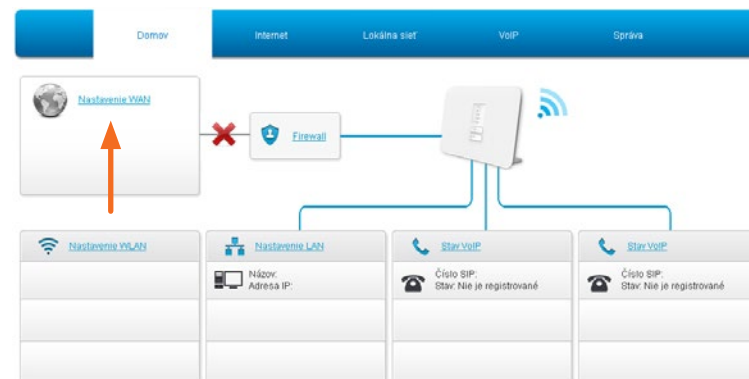 Domov
Internet
Lokálna sieť
VoIP
Správa
Nastavenie WAN
Firewall
Nastavenie WLAN
Nastavenie LAN
Stav VoIP
Stav VoIP
Názov:
Adresa IP:
Číslo SIP:
Stav: Nie je registrované
Číslo SIP:
Stav: Nie je registrované